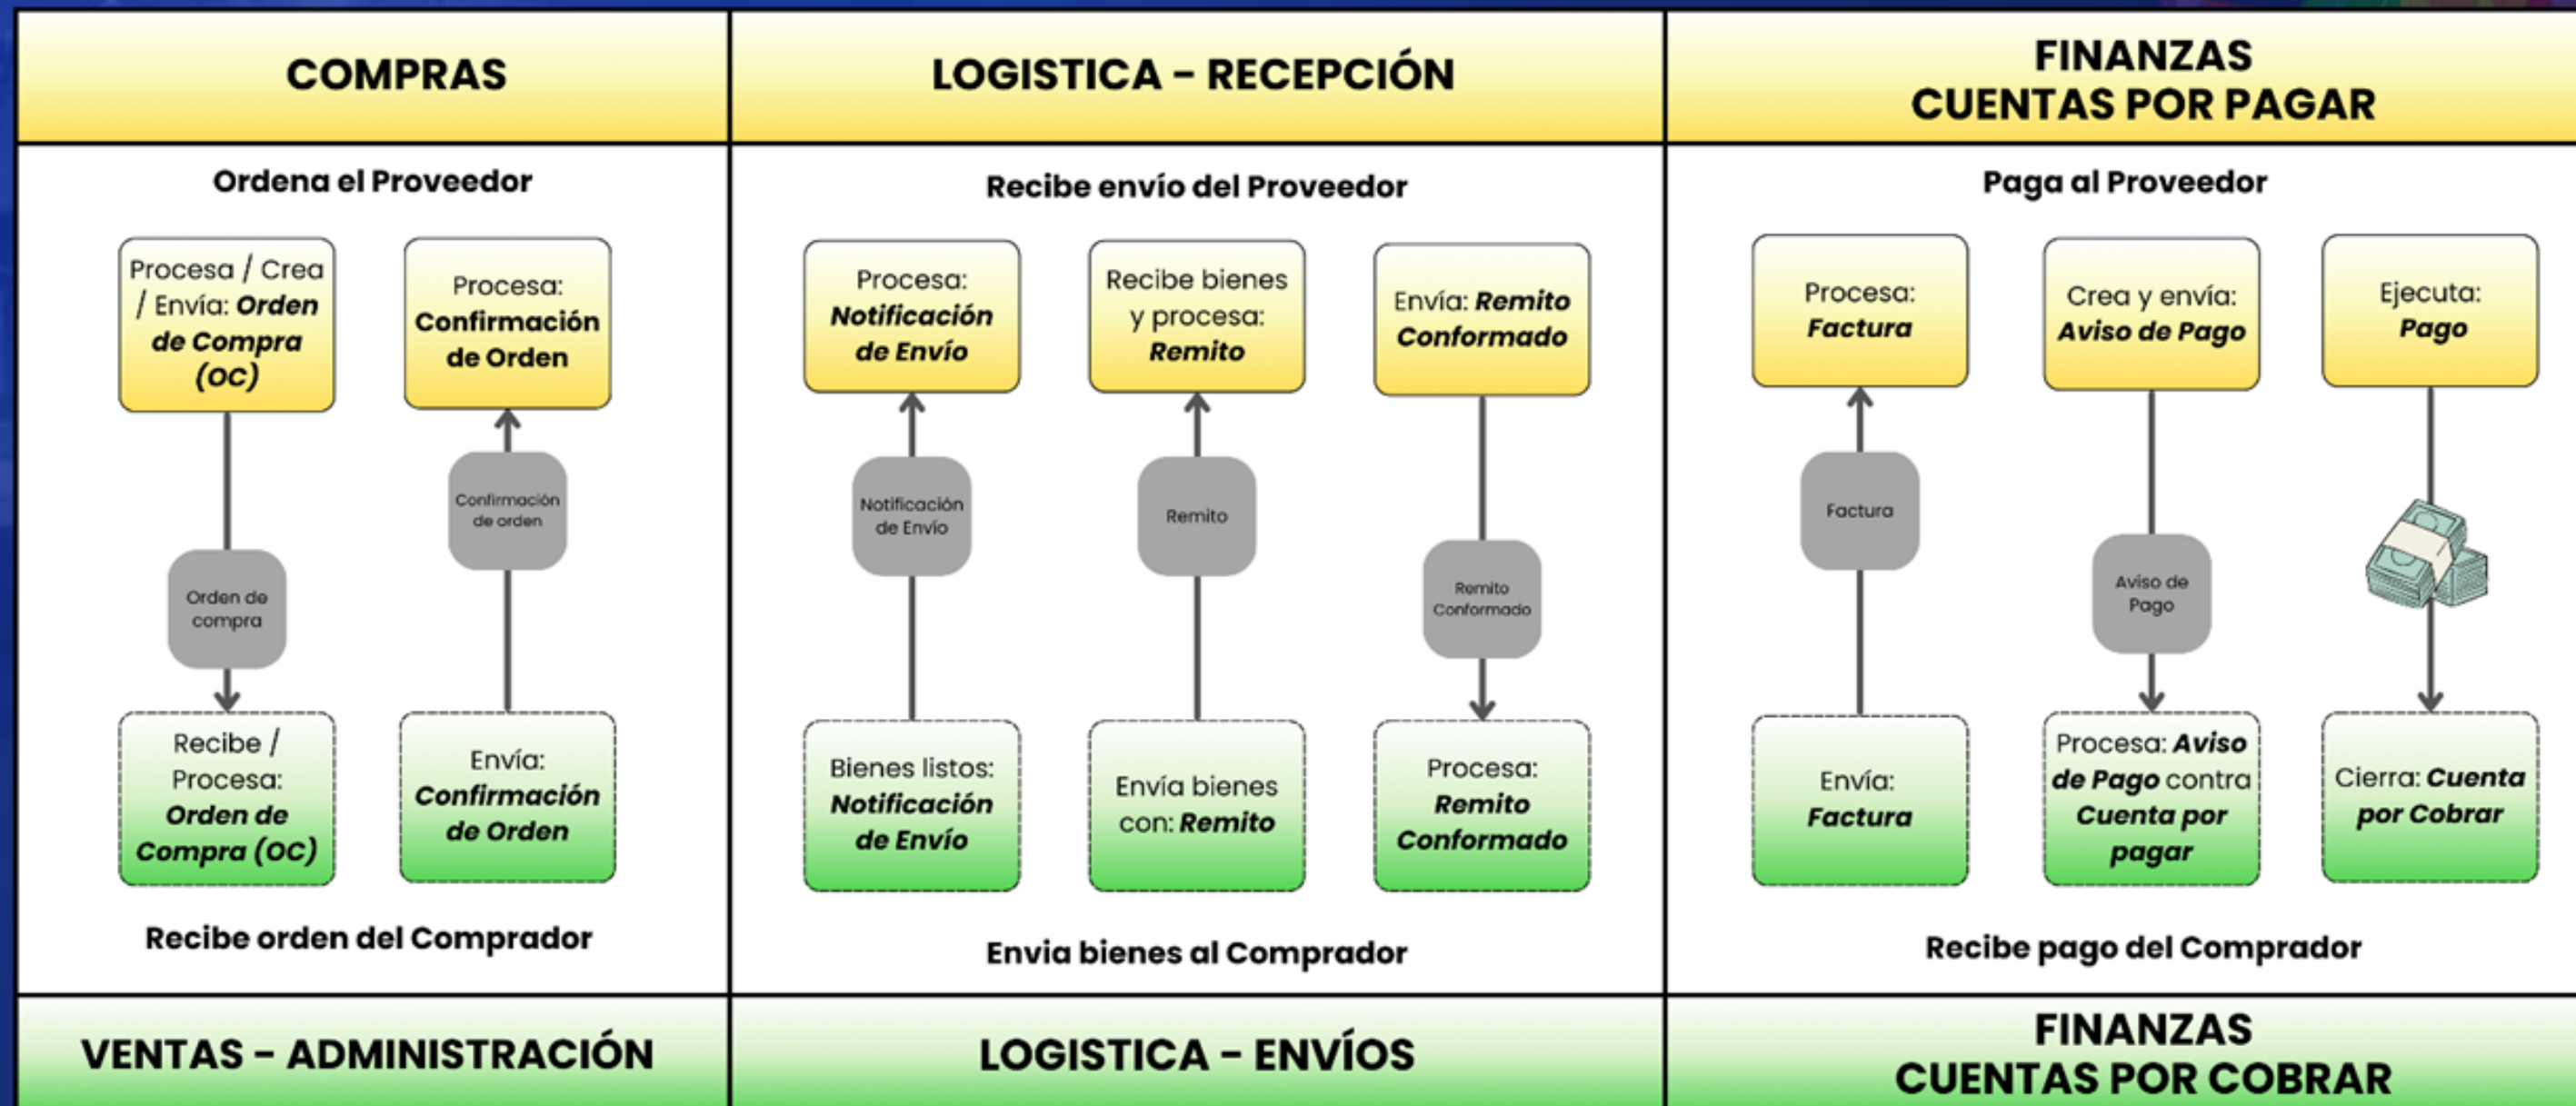 COMPRAS
LOGISTICA - RECEPCIÓN
FINANZAS
CUENTAS POR PAGAR
Ordena el Proveedor
Procesa / Crea
/ Envía: Orden
de Compra
(OC)
Procesa:
Confirmación
de Orden
Orden de
compra
Confirmación
de orden
Recibe /
Procesa:
Orden de
Compra (OC)
Envía:
Confirmación
de Orden
Recibe orden del Comprador
Recibe envío del Proveedor
Procesa:
Notificación
de Envío
Recibe bienes
y procesa:
Remito
Envía: Remito
Conformado
Notificación
de Envío
Remito
Remito
Conformado
Bienes listos:
Notificación
de Envío
Envía bienes
con: Remito
Procesa:
Remito
Conformado
Envia bienes al Comprador
Paga al Proveedor
Procesa:
Factura
Crea y envía:
Aviso de Pago
Ejecuta:
Pago
Factura
Aviso de
Pago
Envía:
Factura
Procesa: Aviso
de Pago contra
Cuenta por
pagar
Cierra: Cuenta
por Cobrar
Recibe pago del Comprador
VENTAS - ADMINISTRACIÓN
LOGISTICA - ENVÍOS
FINANZAS
CUENTAS POR COBRAR